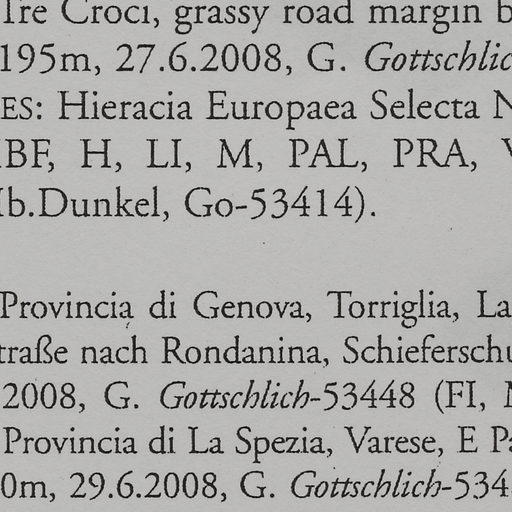 Tre Croci, grassy road margin b
195m, 27.6.2008, G. Gottschlic
ES: Hieracia Europaea Selecta N
BF, H, LI, M, PAL, PRA,
b.Dunkel, Go-53414).
Provincia di Genova, Torriglia, La
traße nach Rondanina, Schieferschu
2008, G. Gottschlich-53448 (FI,
Provincia di La Spezia, Varese, E Pa
0m, 29.6.2008, G. Gottschlich-534